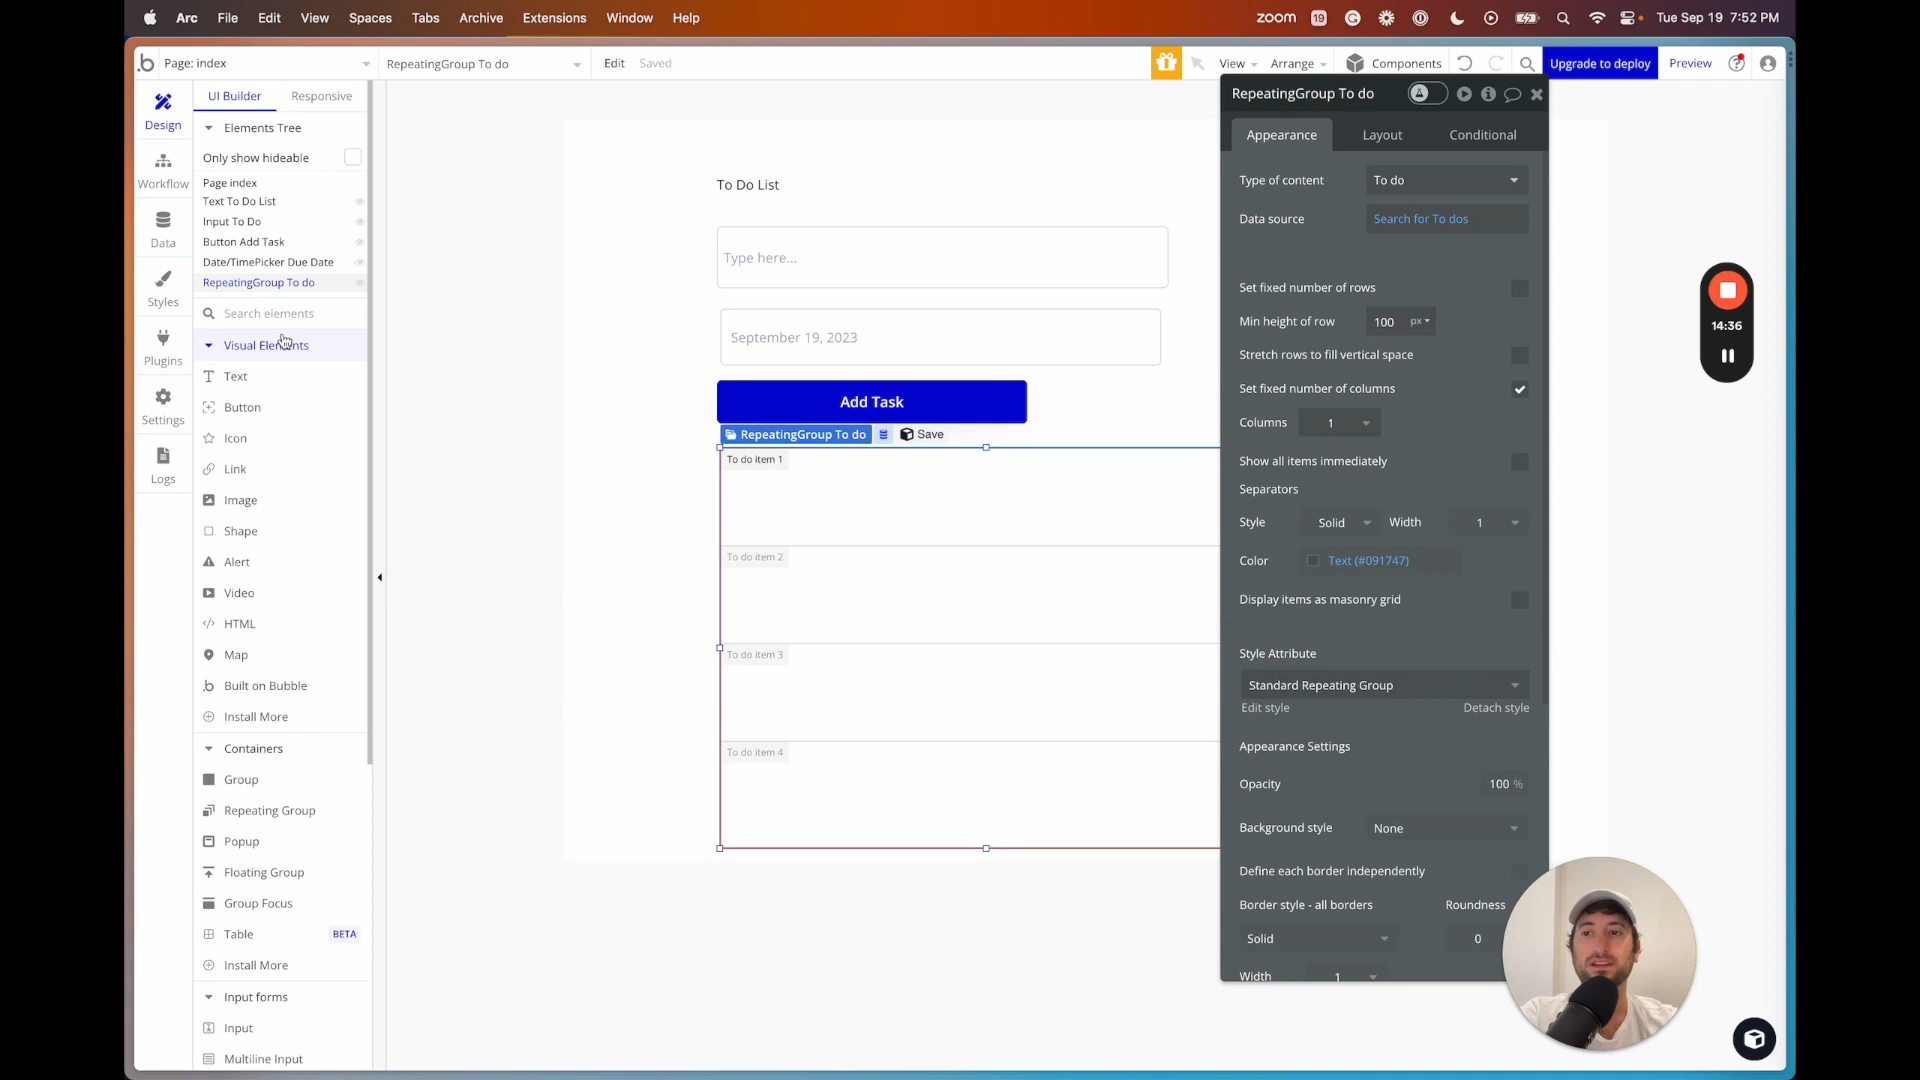 Arc File Edit View Spaces Tabs Archive Extensions Window Help
zoom 19 Tue Sep 19 7:52 PM
Page: index
RepeatingGroup To do
Edit Saved
View Arrange Components
Upgrade to deploy
Preview
Design
Workflow
Data
Styles
Plugins
Settings
Logs
UI Builder Responsive
Elements Tree
Only show hideable
Page index
Text To Do List
Input To Do
Button Add Task
Date/TimePicker Due Date
RepeatingGroup To do
Search elements
Visual Elements
Text
Button
Icon
Link
Image
Shape
Alert
Video
HTML
Map
Built on Bubble
Install More
Containers
Group
Repeating Group
Popup
Floating Group
Group Focus
Table BETA
Install More
Input forms
Input
Multiline Input
To Do List
Type here...
September 19, 2023
Add Task
RepeatingGroup To do Save
To do item 1
To do item 2
To do item 3
To do item 4
RepeatingGroup To do
Appearance Layout Conditional
Type of content To do
Data source Search for To dos
Set fixed number of rows
Min height of row 100 px
Stretch rows to fill vertical space
Set fixed number of columns
Columns 1
Show all items immediately
Separators
Style Solid Width 1
Color Text (#091747)
Display items as masonry grid
Style Attribute
Standard Repeating Group
Edit style Detach style
Appearance Settings
Opacity 100 %
Background style None
Define each border independently
Border style - all borders Roundness
Solid 0
Width 1
14:36